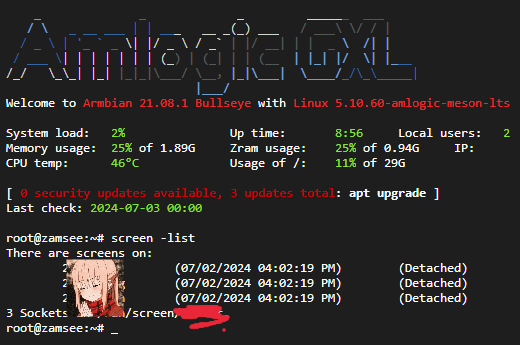 Amlogic GXL
Welcome to Armbian 21.08.1 Bullseye with Linux 5.10.60-amlogic-meson-lts
System load: 2% Up time: 8:56 Local users: 2
Memory usage: 25% of 1.89G Zram usage: 25% of 0.94G IP:
CPU temp: 46°C Usage of /: 11% of 29G
[ 0 security updates available, 3 updates total: apt upgrade ]
Last check: 2024-07-03 00:00
root@zamsee:~# screen -list
There are screens on:
2 (07/02/2024 04:02:19 PM) (Detached)
2 (07/02/2024 04:02:19 PM) (Detached)
2 (07/02/2024 04:02:19 PM) (Detached)
3 Sockets /screen/
root@zamsee:~# _